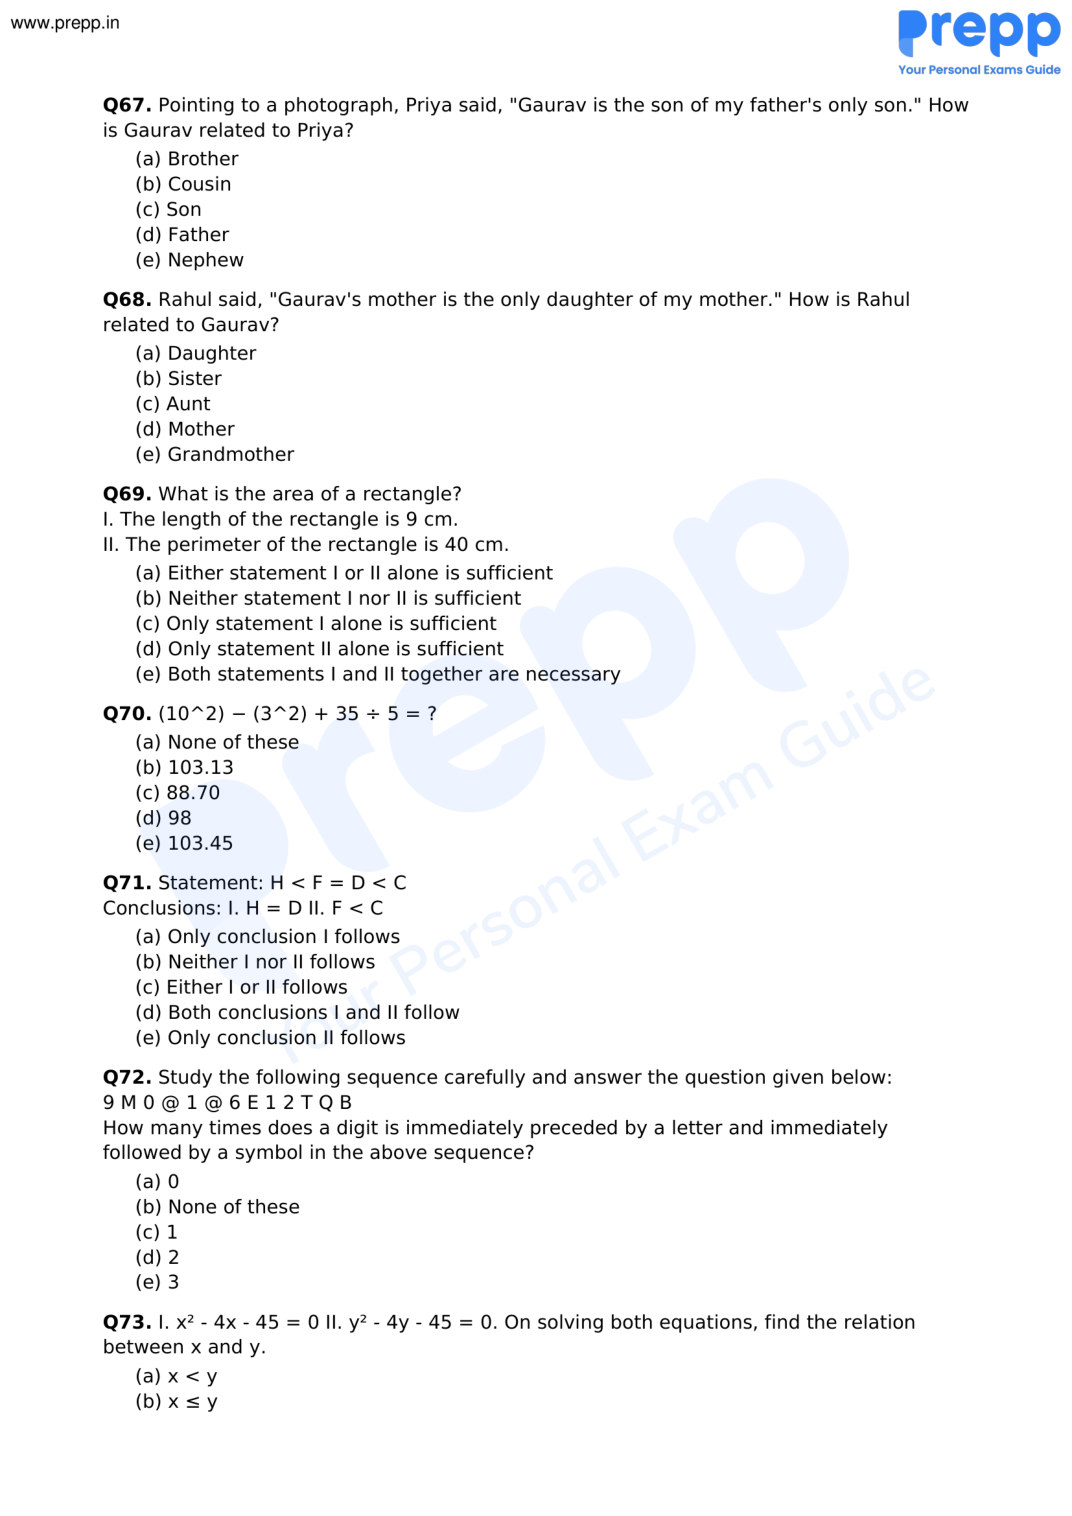 www.prepp.in
Prepp
Your Personal Exams Guide
Q67. Pointing to a photograph, Priya said, "Gaurav is the son of my father's only son." How
is Gaurav related to Priya?
(a) Brother
(b) Cousin
(c) Son
(d) Father
(e) Nephew
Q68. Rahul said, "Gaurav's mother is the only daughter of my mother." How is Rahul
related to Gaurav?
(a) Daughter
(b) Sister
(c) Aunt
(d) Mother
(e) Grandmother
Q69. What is the area of a rectangle?
I. The length of the rectangle is 9 cm.
II. The perimeter of the rectangle is 40 cm.
(a) Either statement I or II alone is sufficient
(b) Neither statement I nor II is sufficient
(c) Only statement I alone is sufficient
(d) Only statement II alone is sufficient
(e) Both statements I and II together are necessary
Q70. (10^2) − (3^2) + 35 ÷ 5 = ?
(a) None of these
(b) 103.13
(c) 88.70
(d) 98
(e) 103.45
Q71. Statement: H < F = D < C
Conclusions: I. H = D II. F < C
(a) Only conclusion I follows
(b) Neither I nor II follows
(c) Either I or II follows
(d) Both conclusions I and II follow
(e) Only conclusion II follows
Q72. Study the following sequence carefully and answer the question given below:
9 M 0 @ 1 @ 6 E 1 2 T Q B
How many times does a digit is immediately preceded by a letter and immediately
followed by a symbol in the above sequence?
(a) 0
(b) None of these
(c) 1
(d) 2
(e) 3
Q73. I. x² - 4x - 45 = 0 II. y² - 4y - 45 = 0. On solving both equations, find the relation
between x and y.
(a) x < y
(b) x ≤ y
prepp
Your Personal Exam Guide